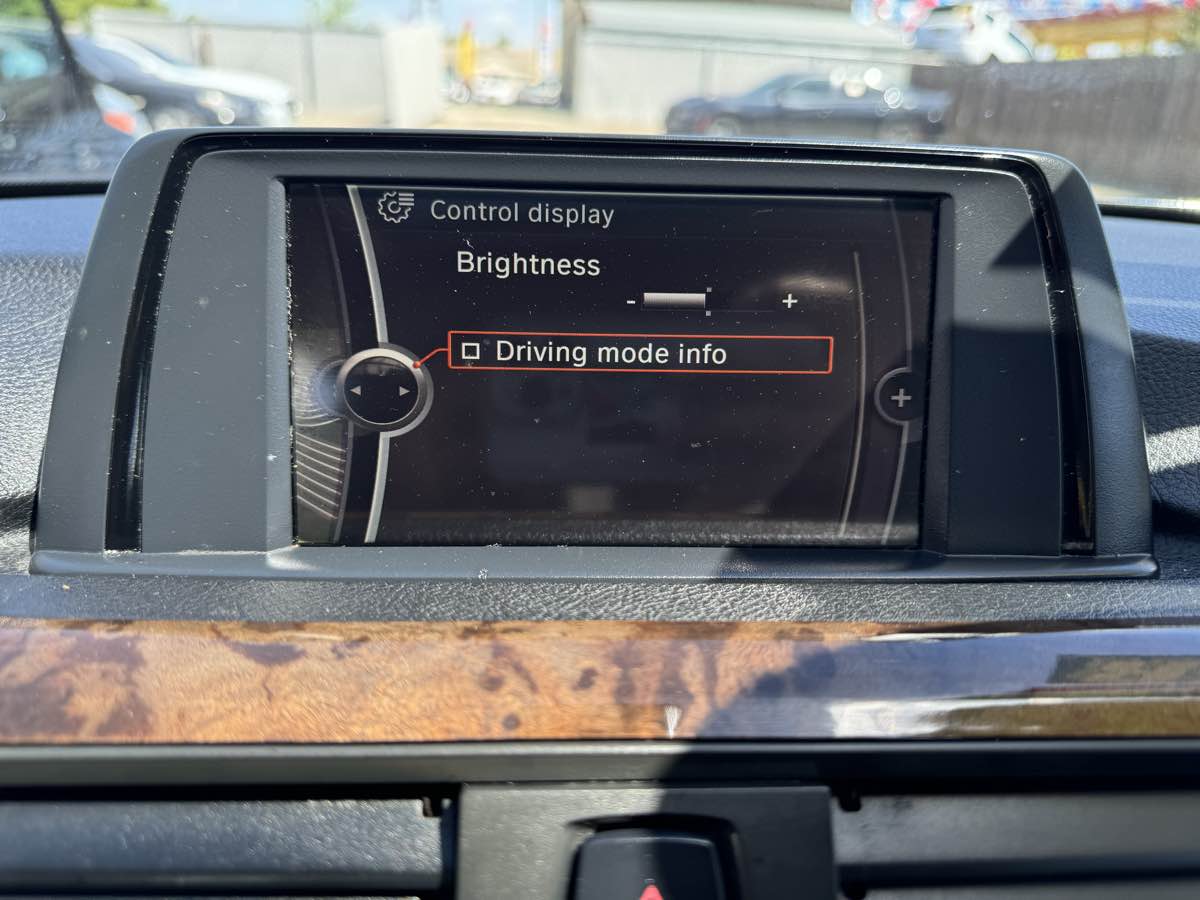 Control display
Brightness
- +
Driving mode info
+